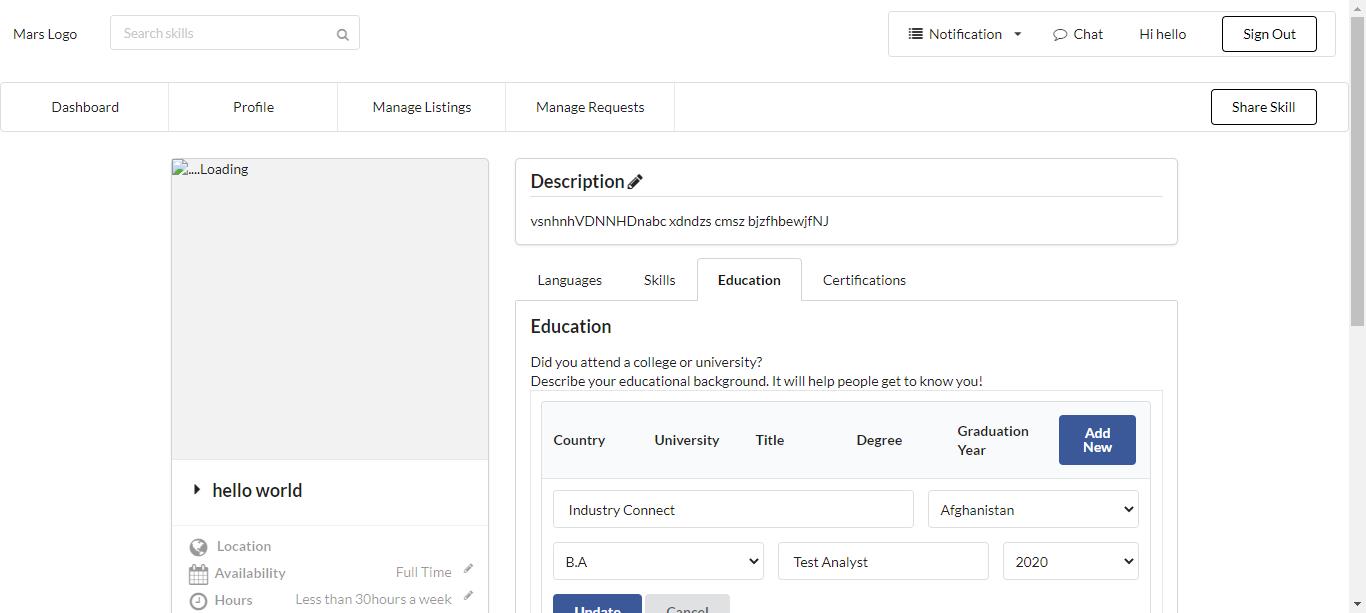 Mars Logo
Search skills
Notification
Chat
Hi hello
Sign Out
Dashboard
Profile
Manage Listings
Manage Requests
Share Skill
....Loading
hello world
Location
Availability
Full Time
Hours
Less than 30hours a week
Description
vsnhnhVDNNHDnabc xdndzs cmsz bjzfhbewjfNJ
Languages
Skills
Education
Certifications
Education
Did you attend a college or university?
Describe your educational background. It will help people get to know you!
Country
University
Title
Degree
Graduation
Year
Add
New
Industry Connect
Afghanistan
B.A
Test Analyst
2020
Update
Cancel